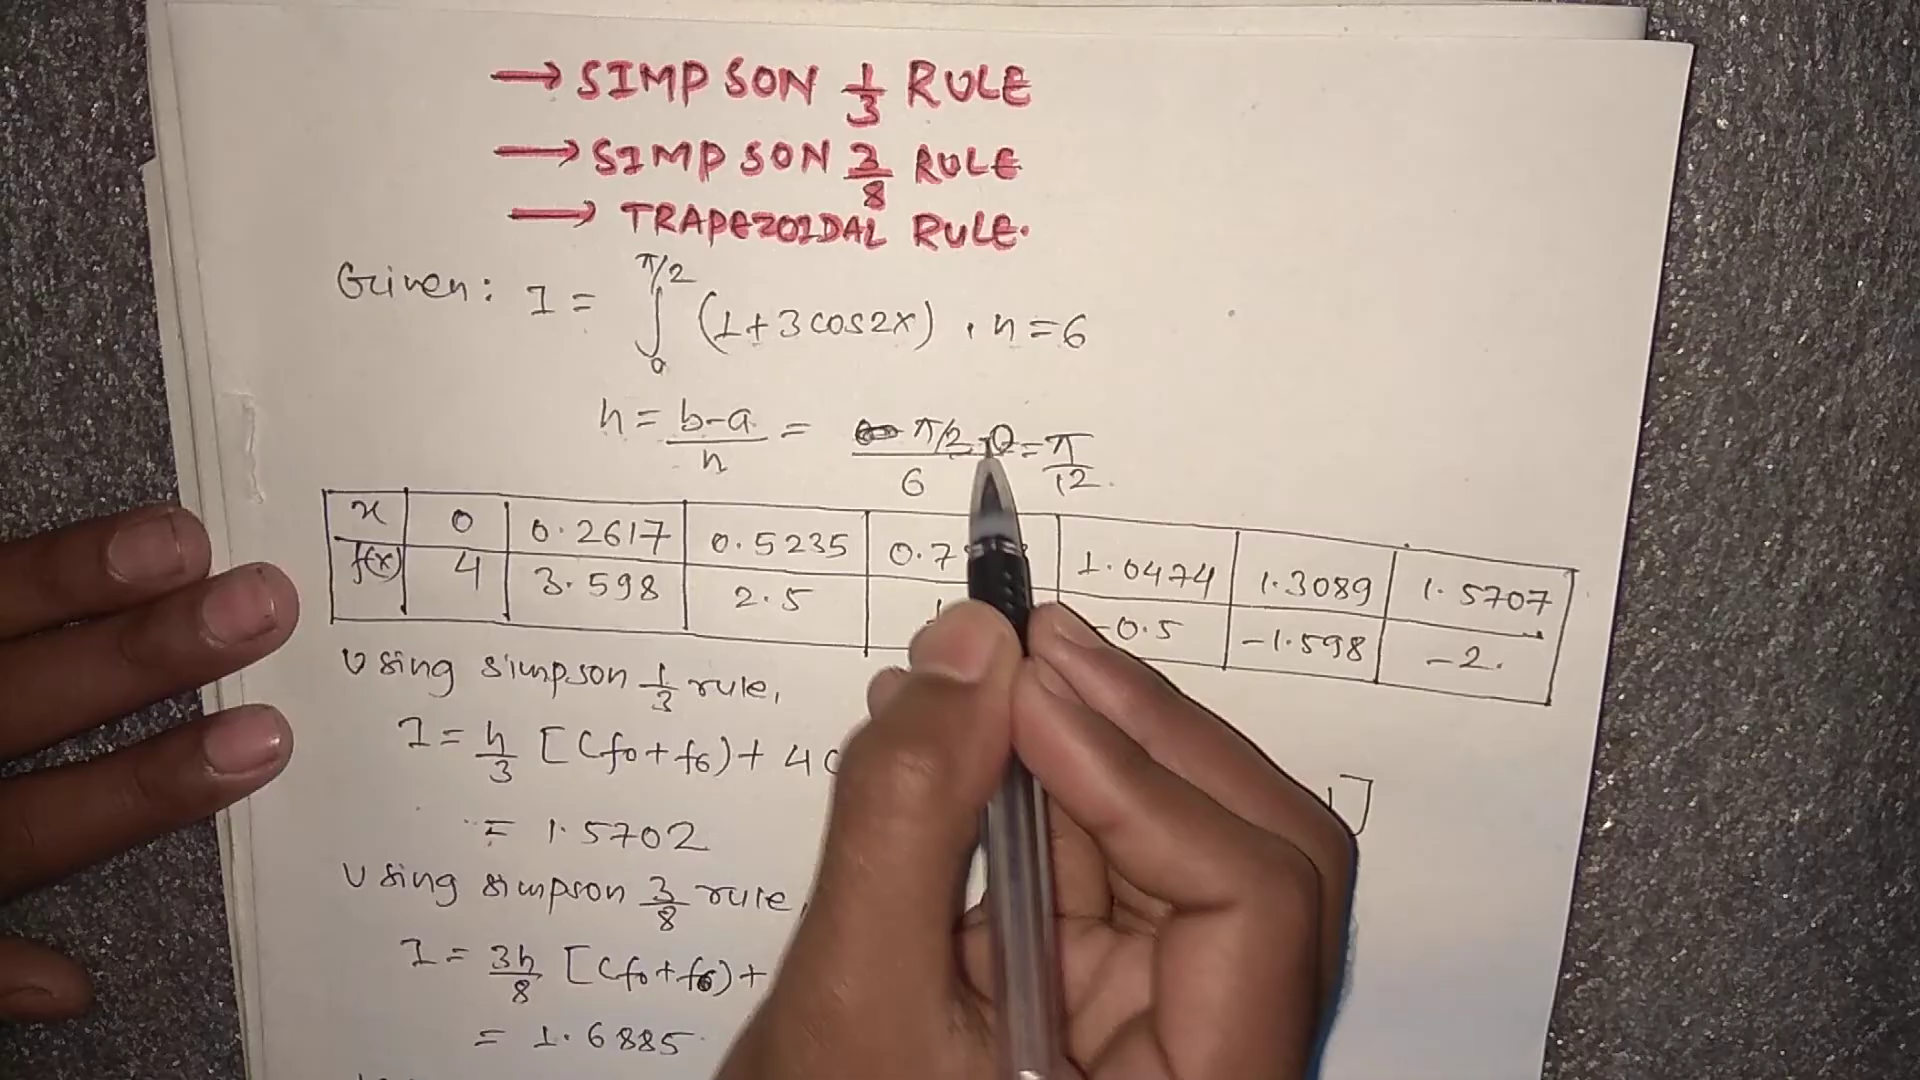 → SIMPSON 1/3 RULE
→ SIMPSON 3/8 RULE
→ TRAPEZOIDAL RULE.
Given: I = ∫₀^π/2 (1+3cos2x), n=6
h = b-a/n = π/2-0/6 = π/12.
x 0 0.2617 0.5235 0.7 1.0474 1.3089 1.5707
f(x) 4 3.598 2.5 -0.5 -1.598 -2.
Using simpson 1/3 rule,
I = h/3 [(f0+f6)+4( ]
= 1.5702
Using simpson 3/8 rule,
I = 3h/8 [(f0+f6)+
= 1.6885